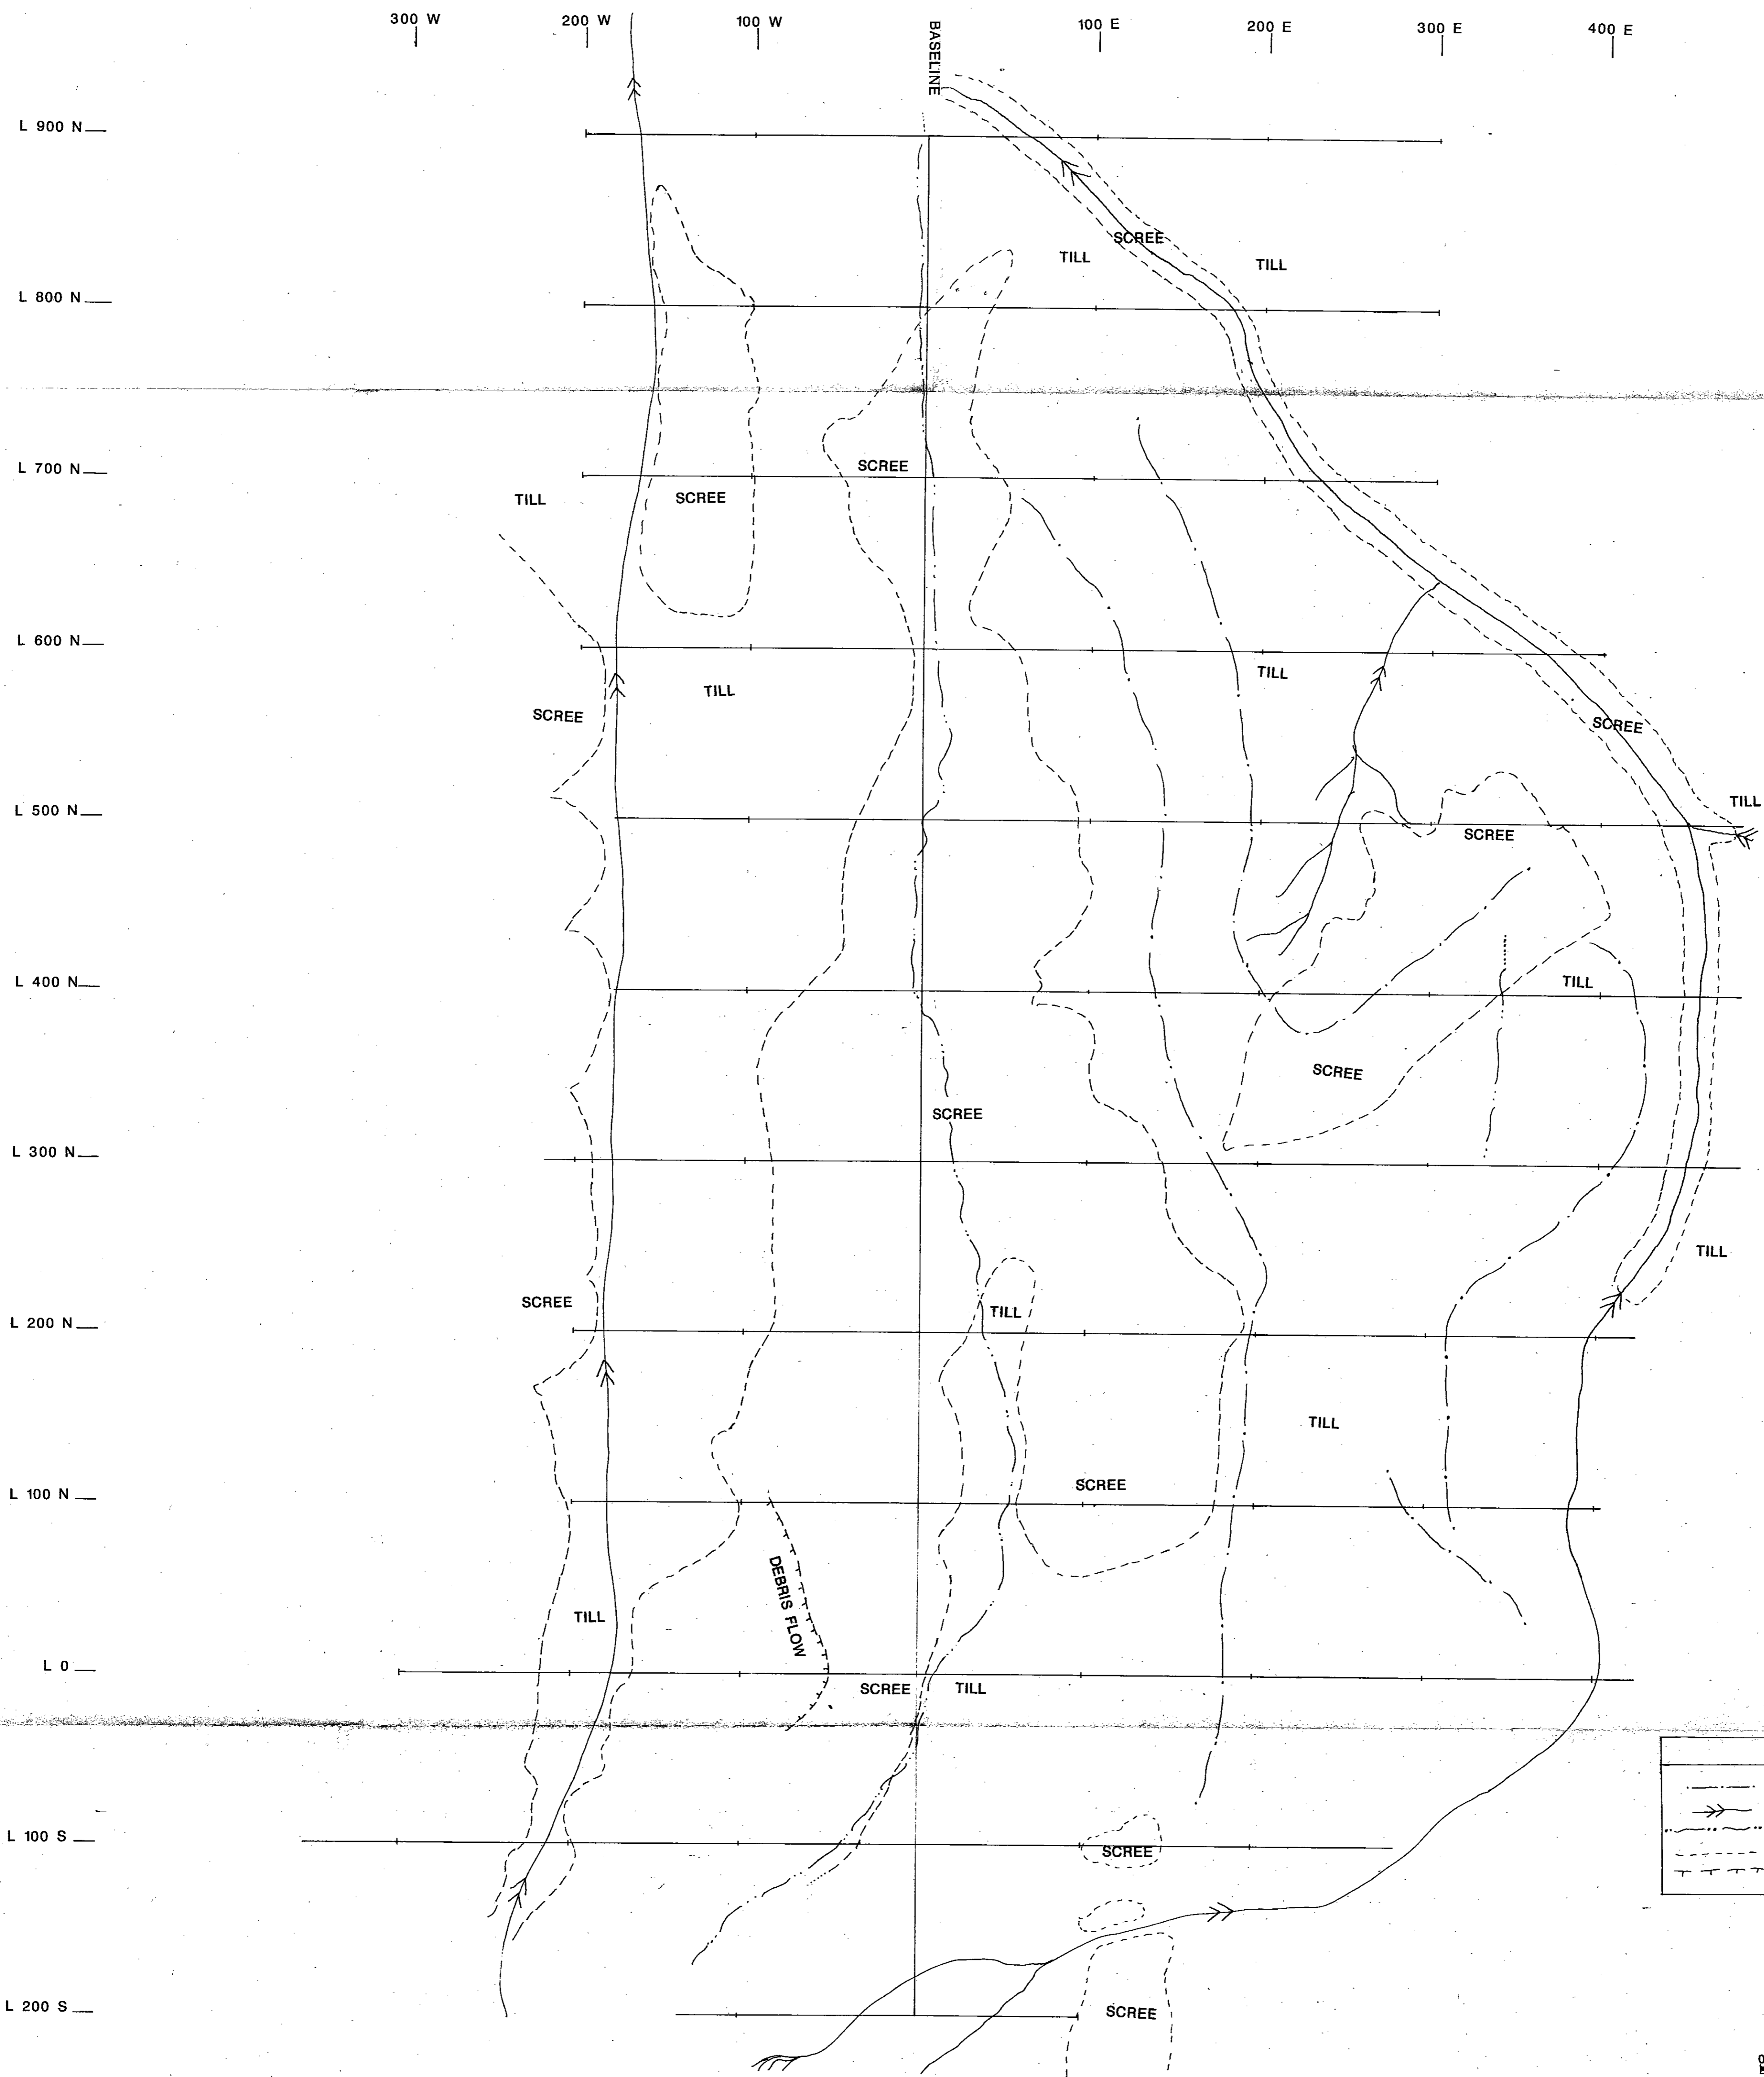 300 W
200 W
100 W
BASELINE
100 E
200 E
300 E
400 E
L 900 N
SCREE
TILL
TILL
L 800 N
L 700 N
SCREE
TILL
SCREE
L 600 N
TILL
TILL
SCREE
SCREE
L 500 N
TILL
SCREE
L 400 N
TILL
SCREE
SCREE
L 300 N
TILL
SCREE
TILL
L 200 N
TILL
SCREE
L 100 N
DEBRIS FLOW
TILL
L 0
SCREE
TILL
L 100 S
SCREE
L 200 S
SCREE